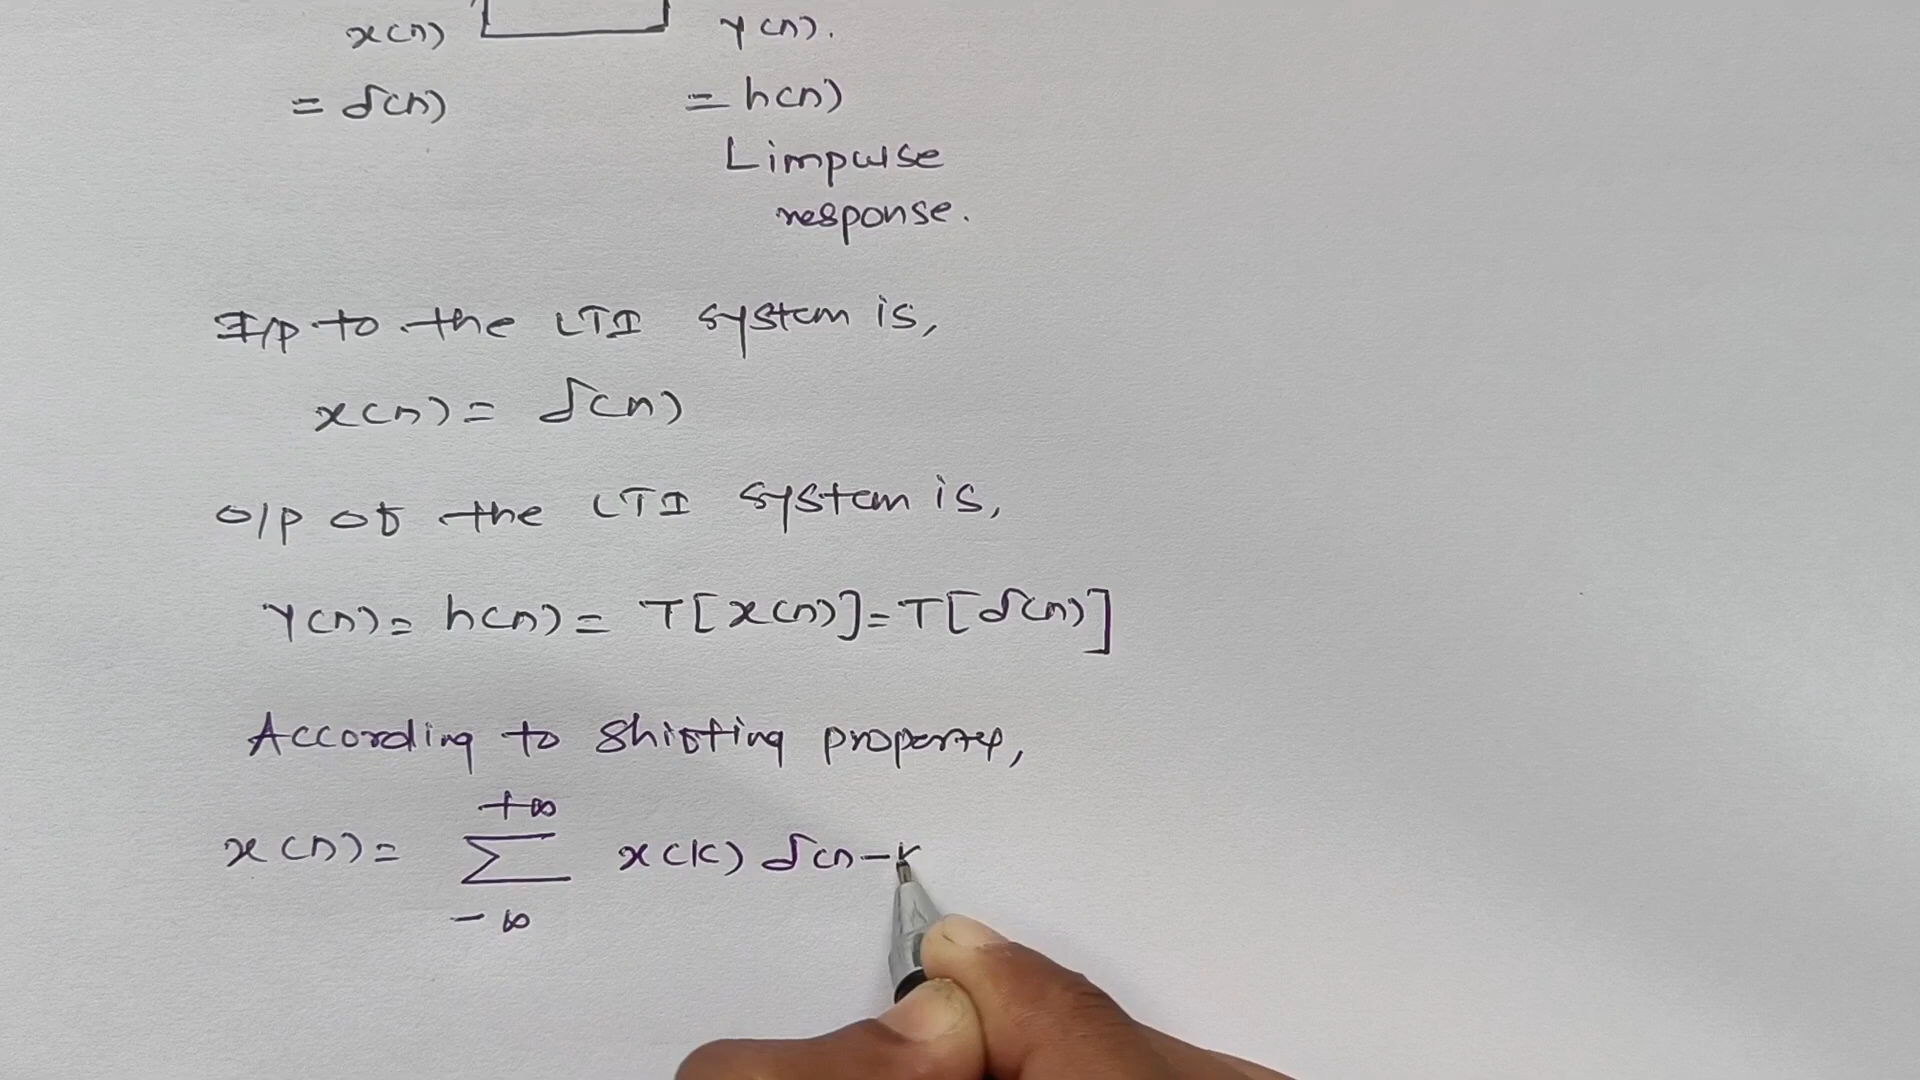 x(n) y(n).
= δ(n) = h(n)
impulse
response.
I/p to the LTI system is,
x(n) = δ(n)
o/p of the LTI system is,
y(n) = h(n) = T[x(n)] = T[δ(n)]
According to shifting property,
+∞
x(n) = Σ x(k) δ(n-k
-∞